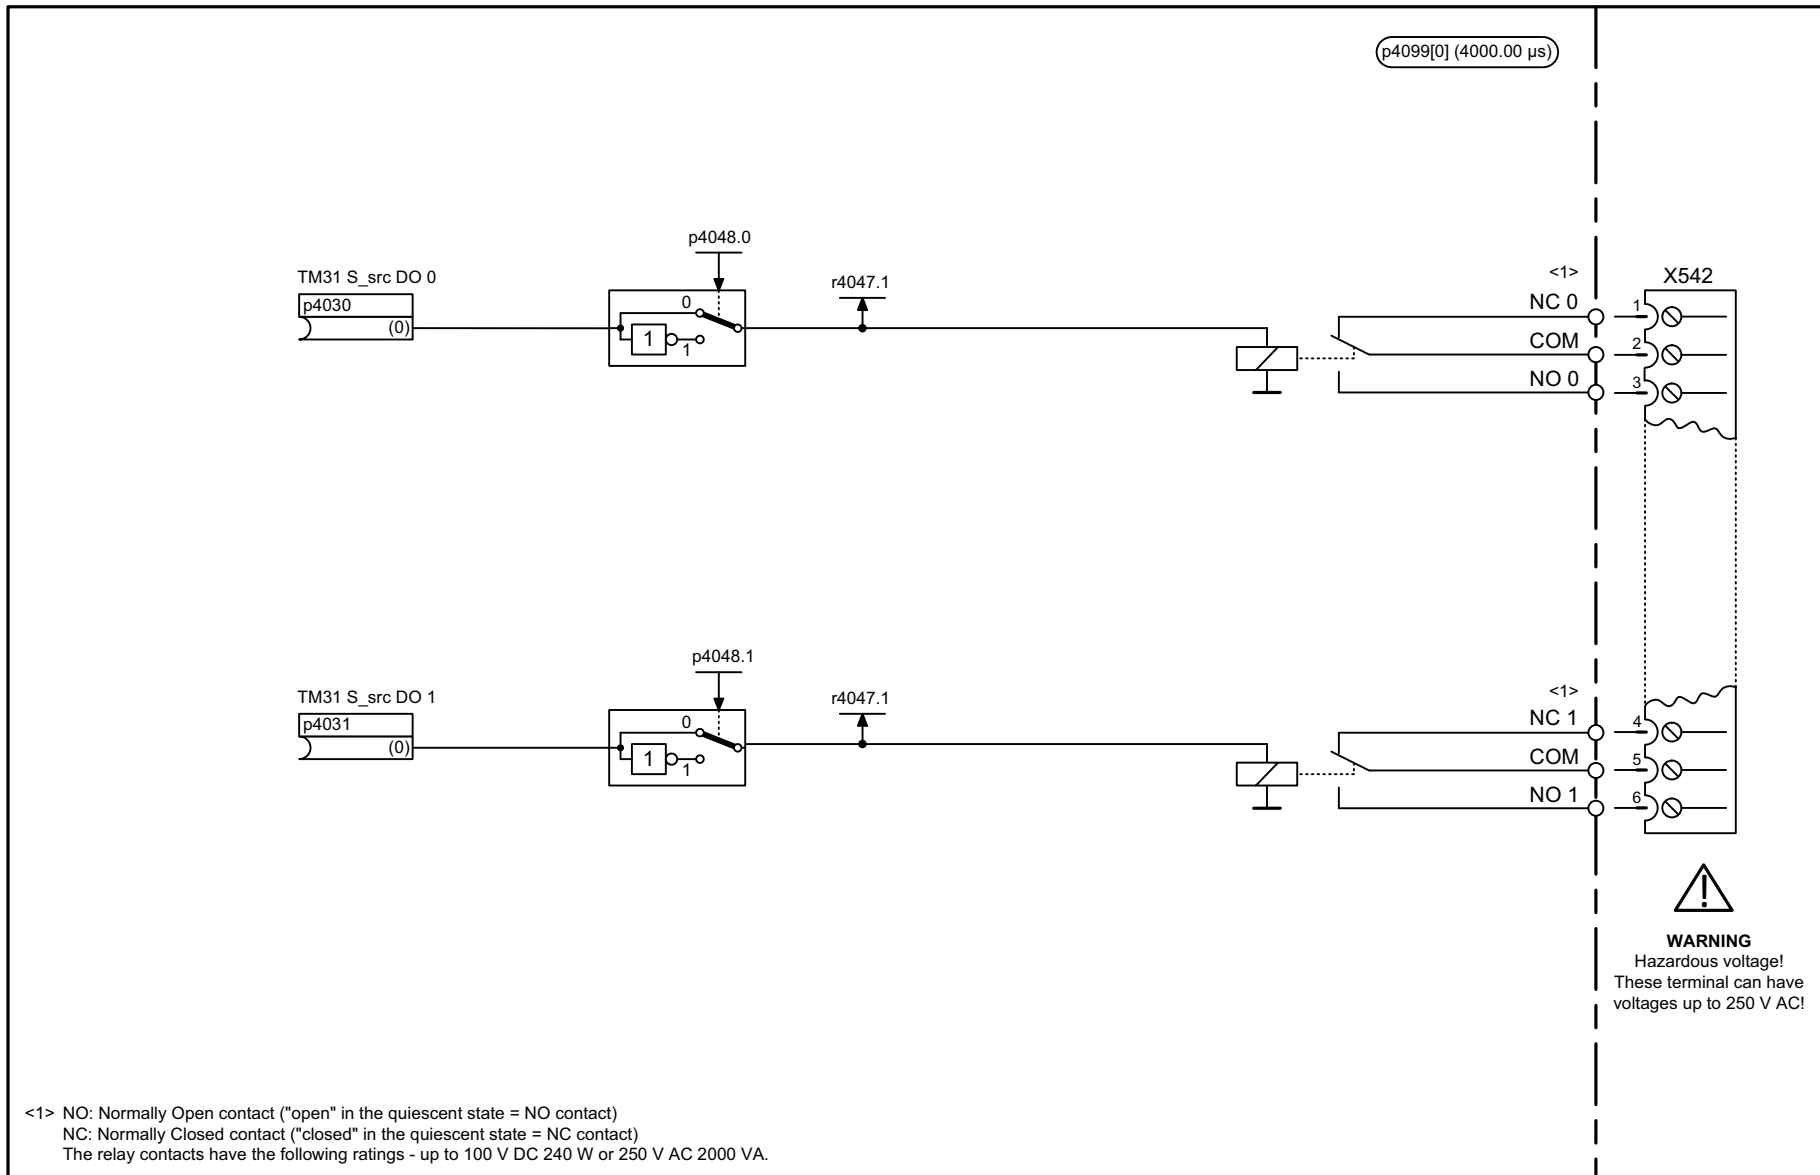 p4099[0] (4000.00 µs)
p4048.0
TM31 S_src DO 0
r4047.1
<1>
X542
p4030
(0)
0
1
1
NC 0
1
COM
2
NO 0
3
p4048.1
TM31 S_src DO 1
r4047.1
<1>
p4031
(0)
0
1
1
NC 1
4
COM
5
NO 1
6
WARNING
Hazardous voltage!
These terminal can have
voltages up to 250 V AC!
<1> NO: Normally Open contact ("open" in the quiescent state = NO contact)
NC: Normally Closed contact ("closed" in the quiescent state = NC contact)
The relay contacts have the following ratings - up to 100 V DC 240 W or 250 V AC 2000 VA.